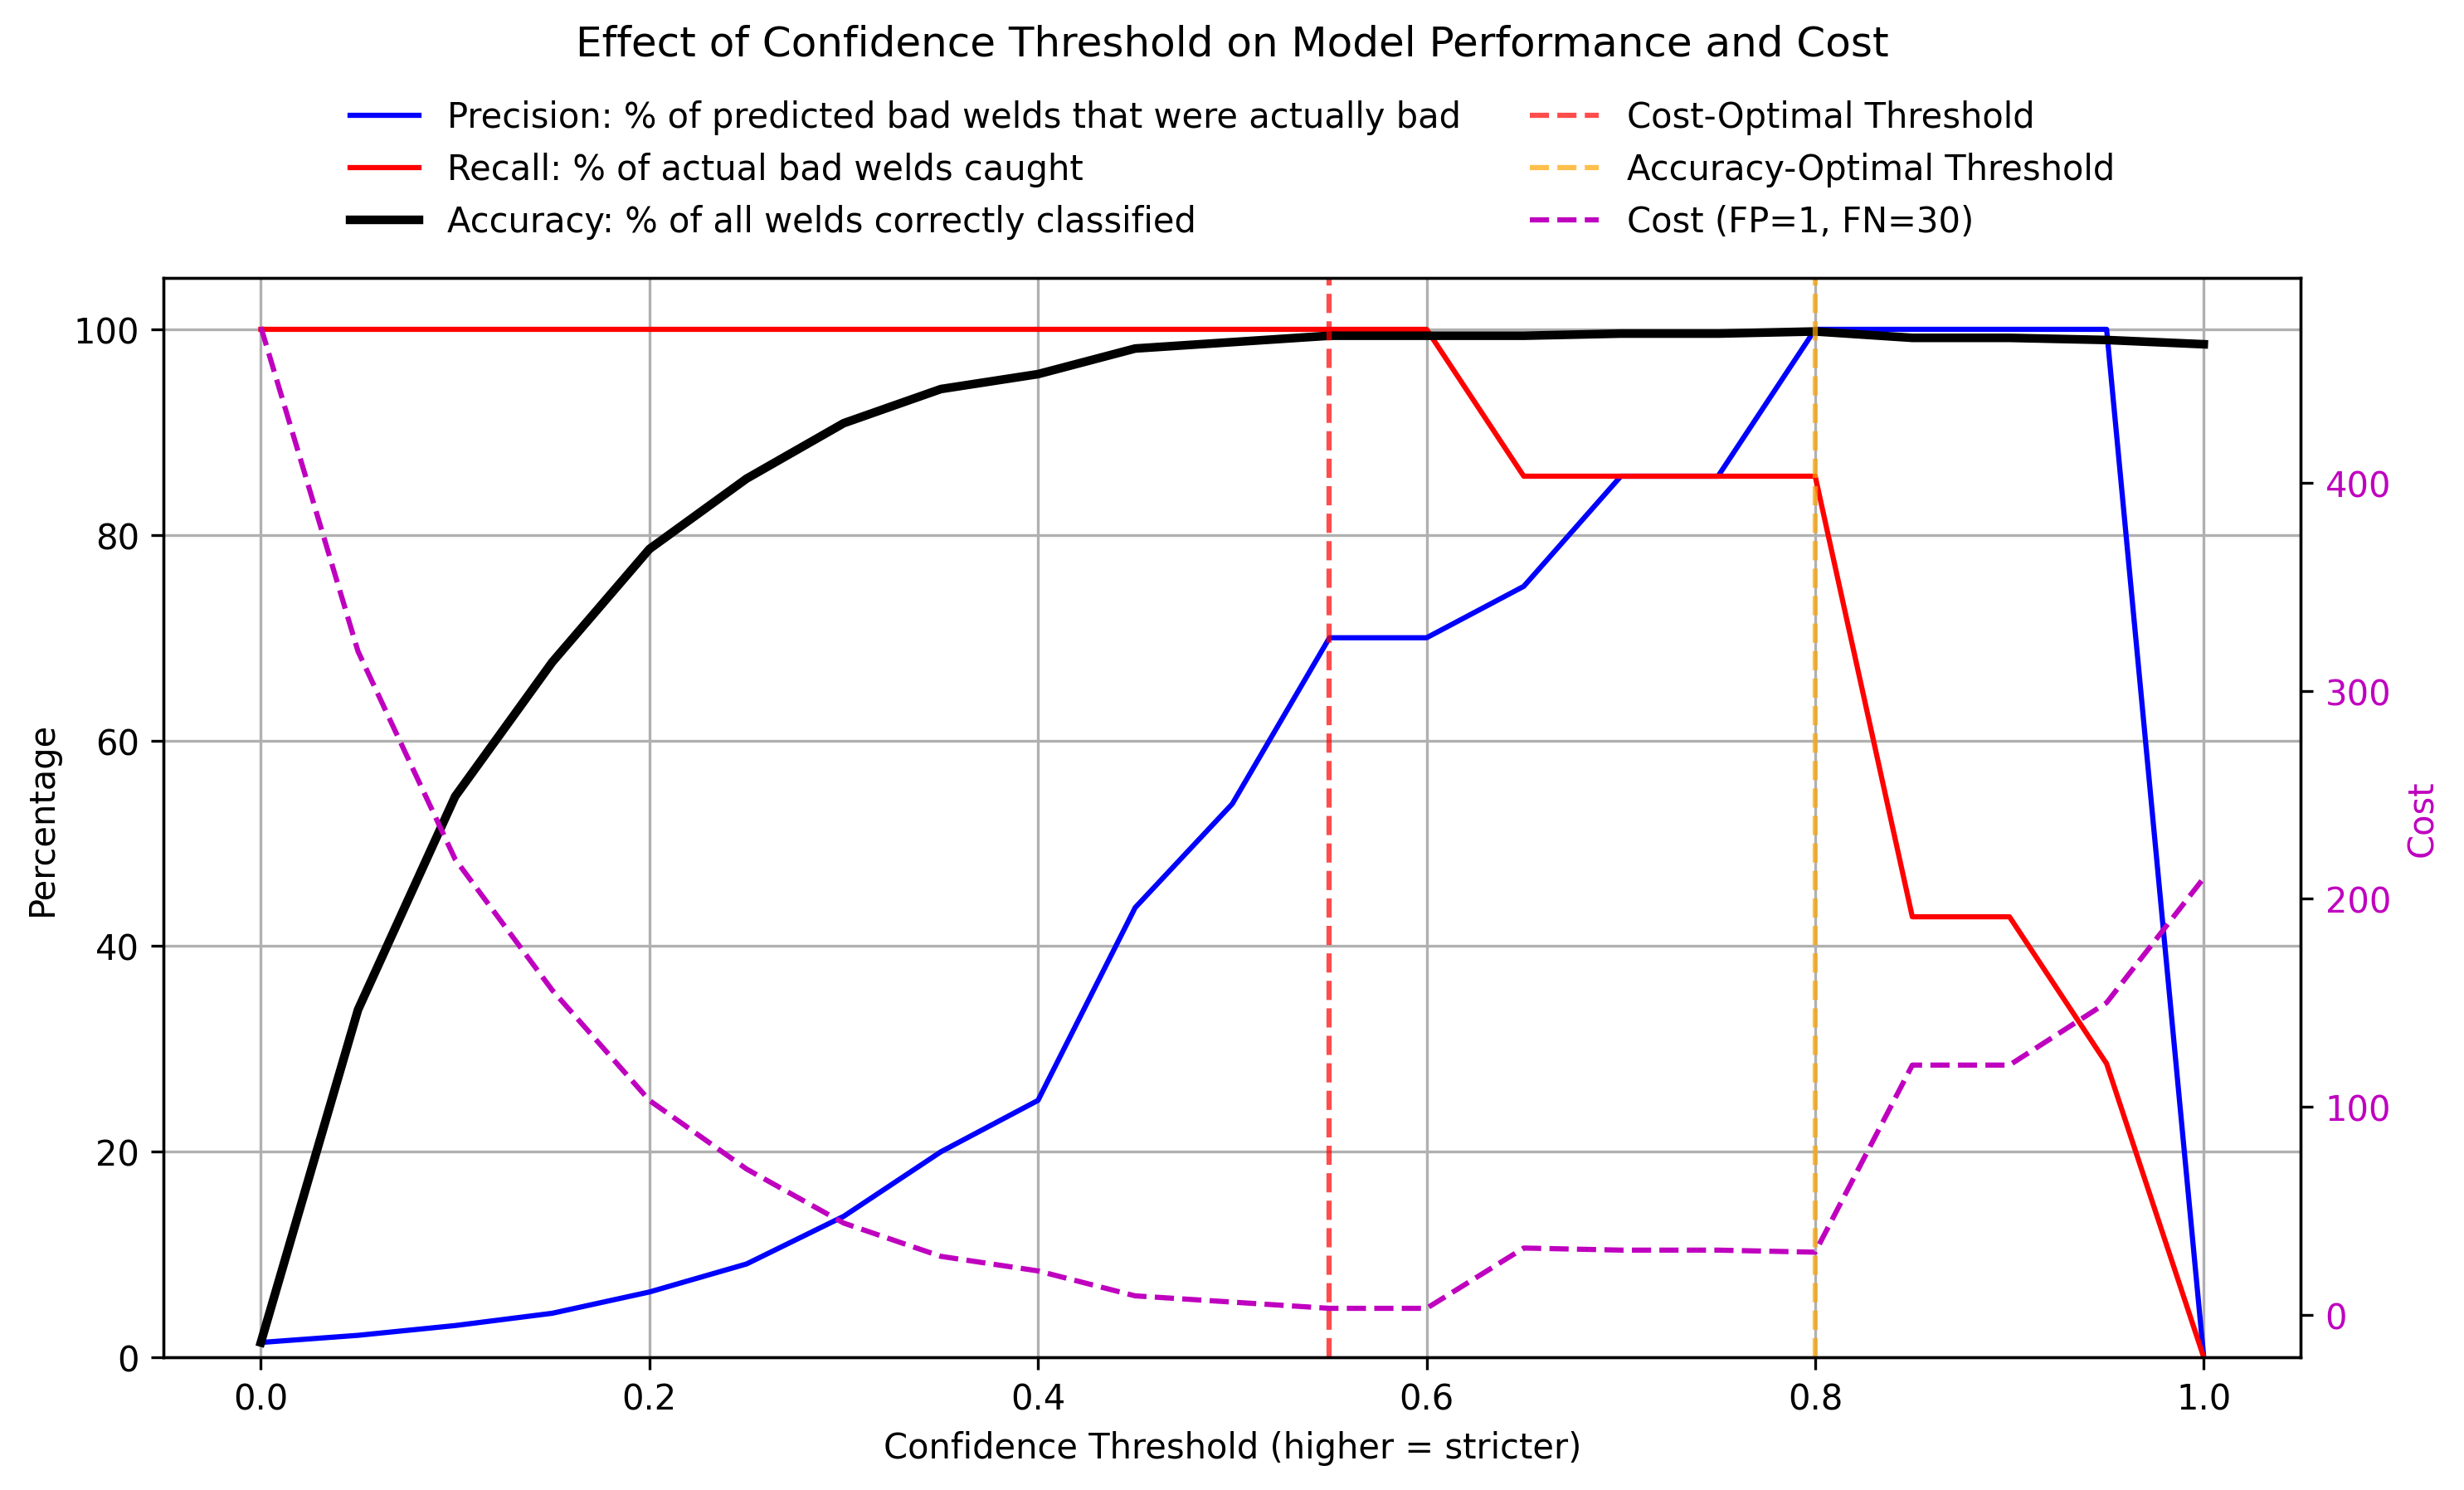 Effect of Confidence Threshold on Model Performance and Cost
Precision: % of predicted bad welds that were actually bad
Recall: % of actual bad welds caught
Accuracy: % of all welds correctly classified
Cost-Optimal Threshold
Accuracy-Optimal Threshold
Cost (FP=1, FN=30)
Percentage
100
80
60
40
20
0
0.0
0.2
0.4
0.6
0.8
1.0
Confidence Threshold (higher = stricter)
400
300
200
100
0
Cost